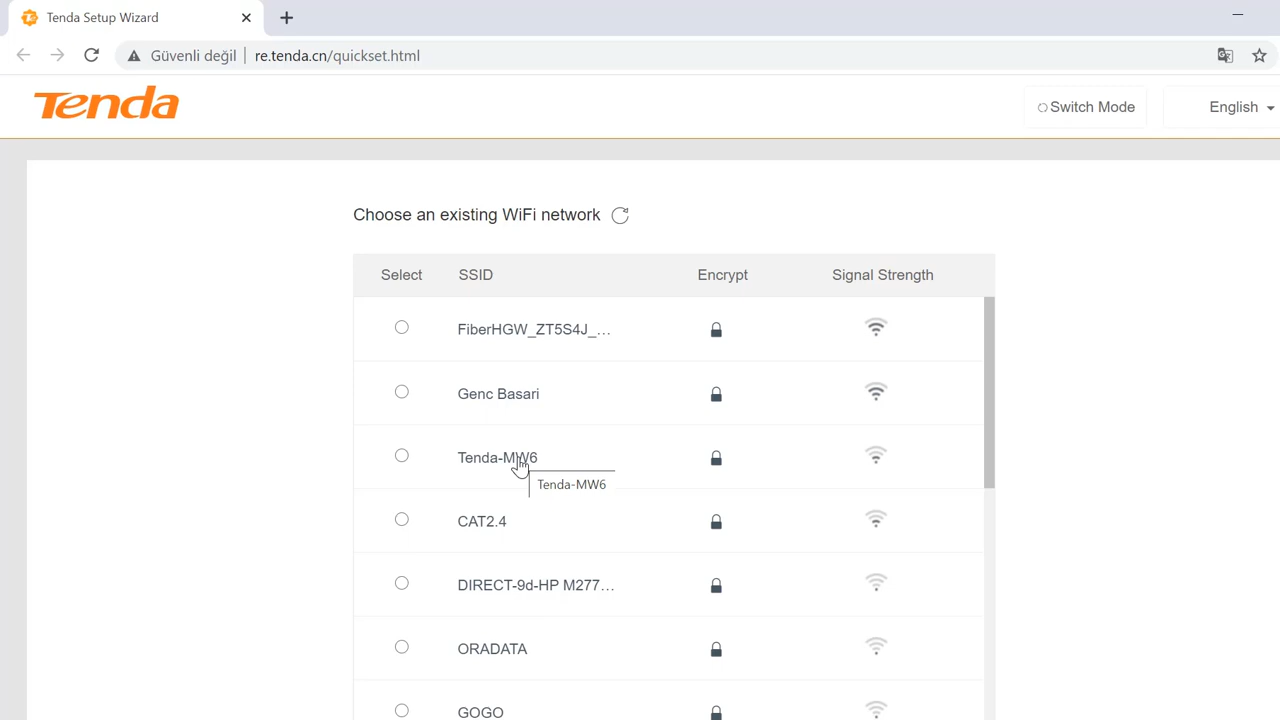 Tenda Setup Wizard
Güvenli değil
re.tenda.cn/quickset.html
Tenda
Switch Mode
English
Choose an existing WiFi network
Select SSID Encrypt Signal Strength
FiberHGW_ZT5S4J_...
Genc Basari
Tenda-MW6
Tenda-MW6
CAT2.4
DIRECT-9d-HP M277...
ORADATA
GOGO